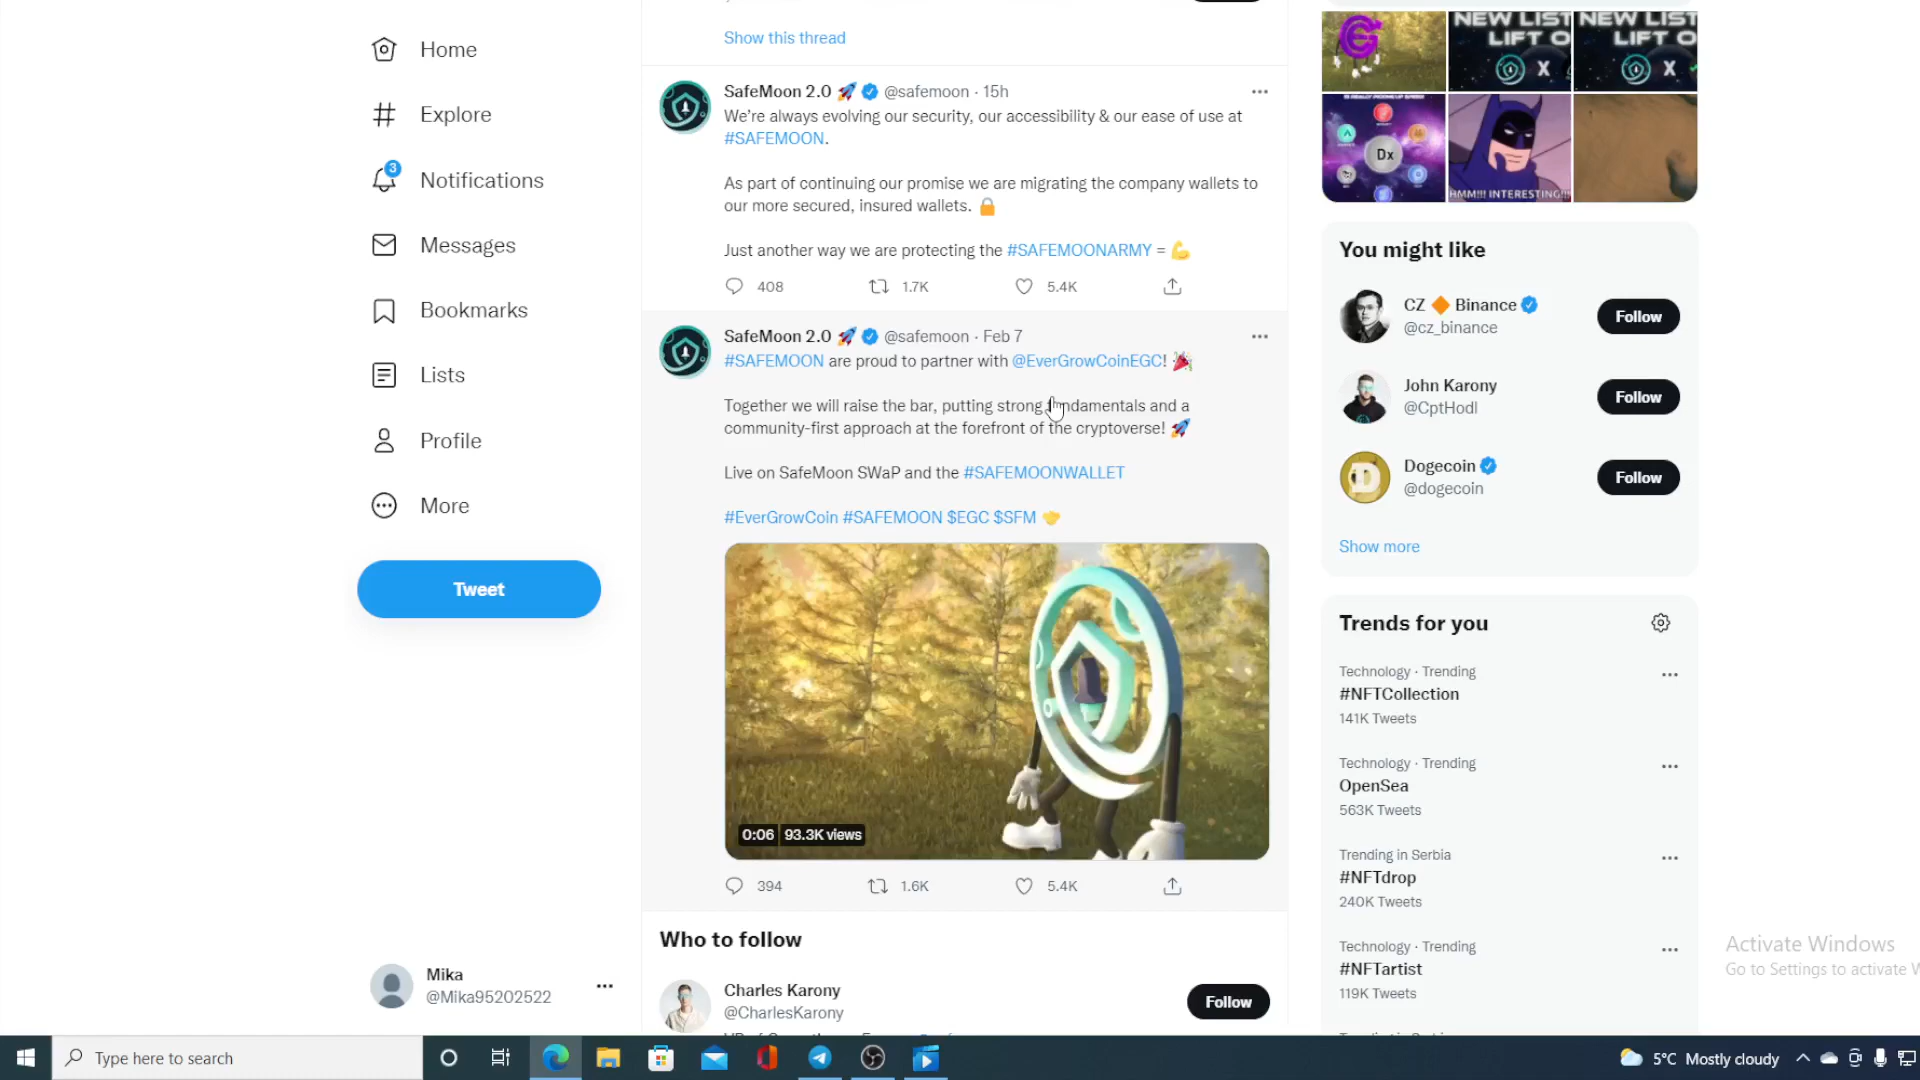 Home
Explore
3
Notifications
Messages
Bookmarks
Lists
Profile
More
Tweet
Mika
@Mika95202522
Show this thread
SafeMoon 2.0 🚀 @safemoon · 15h
We're always evolving our security, our accessibility & our ease of use at
#SAFEMOON.
As part of continuing our promise we are migrating the company wallets to
our more secured, insured wallets. 🔒
Just another way we are protecting the #SAFEMOONARMY = 💪
408 1.7K 5.4K
SafeMoon 2.0 🚀 @safemoon · Feb 7
#SAFEMOON are proud to partner with @EverGrowCoinEGC! 🎉
Together we will raise the bar, putting strong fundamentals and a
community-first approach at the forefront of the cryptoverse! 🚀
Live on SafeMoon SWaP and the #SAFEMOONWALLET
#EverGrowCoin #SAFEMOON $EGC $SFM 🤝
0:06 93.3K views
394 1.6K 5.4K
Who to follow
Charles Karony
@CharlesKarony
Follow
NEW LIST
LIFT O
X
NEW LIST
LIFT O
X
Dx
HMM!!! INTERESTING!!!
You might like
CZ 🔶 Binance
@cz_binance
Follow
John Karony
@CptHodl
Follow
Dogecoin
@dogecoin
Follow
Show more
Trends for you
Technology · Trending
#NFTCollection
141K Tweets
Technology · Trending
OpenSea
563K Tweets
Trending in Serbia
#NFTdrop
240K Tweets
Technology · Trending
#NFTartist
119K Tweets
Activate Windows
Go to Settings to activate W
Type here to search
5°C Mostly cloudy